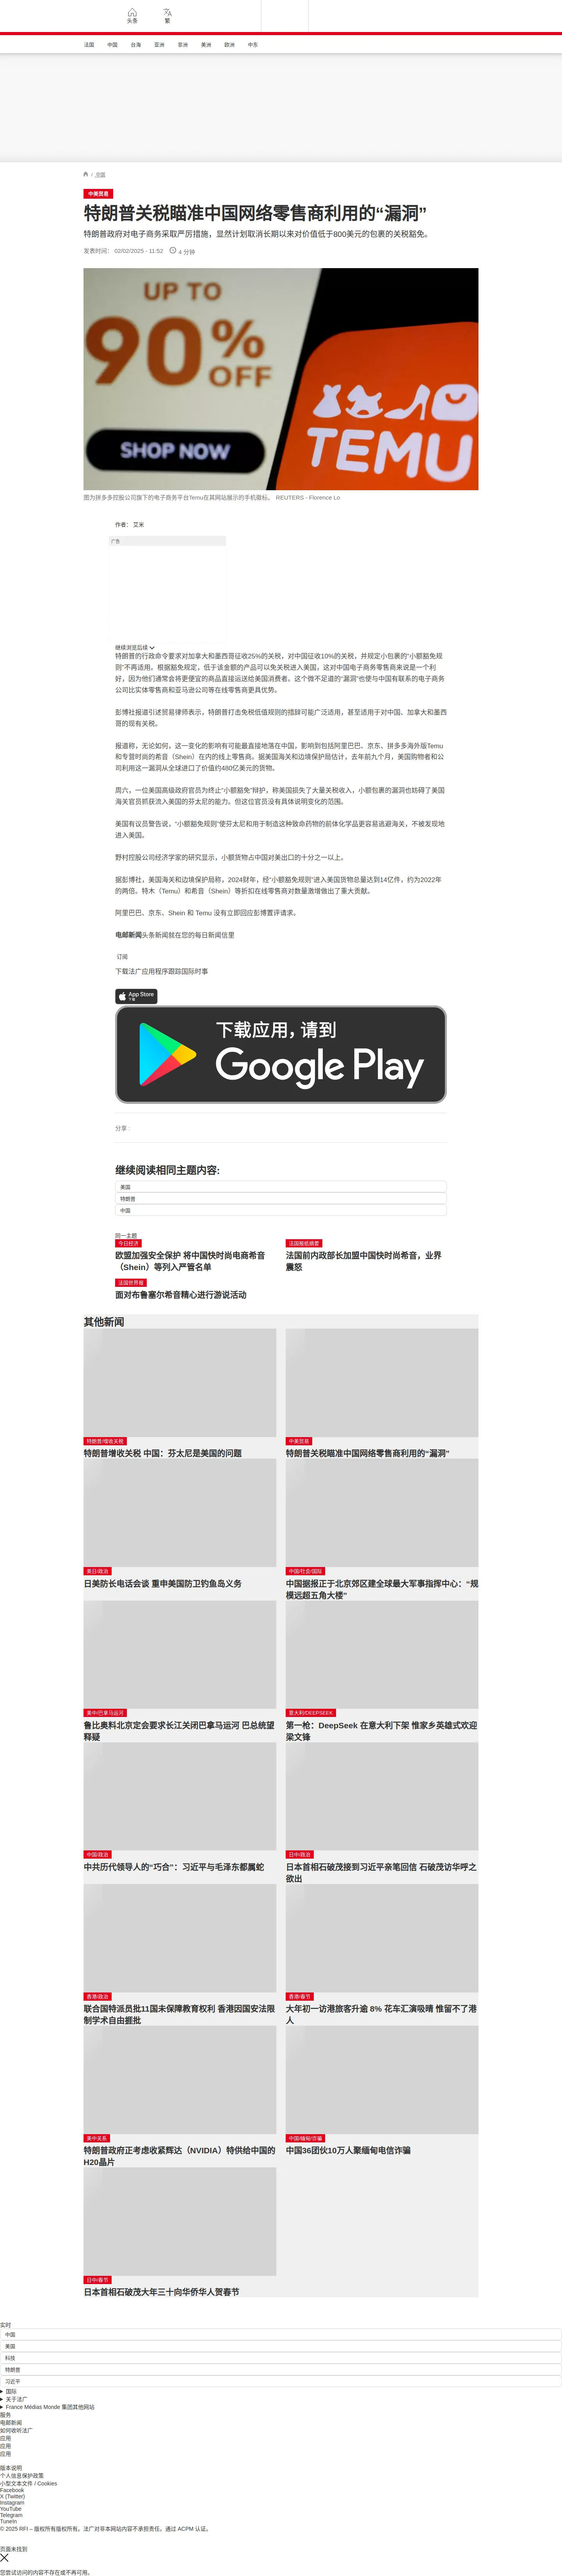 头条
繁
法国
中国
台海
亚洲
非洲
美洲
欧洲
中东
/ 中国
中美贸易
特朗普关税瞄准中国网络零售商利用的“漏洞”
特朗普政府对电子商务采取严厉措施，显然计划取消长期以来对价值低于800美元的包裹的关税豁免。
发表时间： 02/02/2025 - 11:52
4 分钟
UP TO
90%
OFF
SHOP NOW
TEMU
图为拼多多控股公司旗下的电子商务平台Temu在其网站展示的手机徽标。 REUTERS - Florence Lo
作者： 艾米
广告
继续浏览后续
特朗普的行政命令要求对加拿大和墨西哥征收25%的关税，对中国征收10%的关税，并规定小包裹的“小额豁免规
则”不再适用。根据豁免规定，低于该金额的产品可以免关税进入美国，这对中国电子商务零售商来说是一个利
好，因为他们通常会将更便宜的商品直接运送给美国消费者。这个微不足道的“漏洞”也使与中国有联系的电子商务
公司比实体零售商和亚马逊公司等在线零售商更具优势。
彭博社报道引述贸易律师表示，特朗普打击免税低值规则的措辞可能广泛适用，甚至适用于对中国、加拿大和墨西
哥的现有关税。
报道称，无论如何，这一变化的影响有可能最直接地落在中国，影响到包括阿里巴巴、京东、拼多多海外版Temu
和专营时尚的希音（Shein）在内的线上零售商。据美国海关和边境保护局估计，去年前九个月，美国购物者和公
司利用这一漏洞从全球进口了价值约480亿美元的货物。
周六，一位美国高级政府官员为终止“小额豁免”辩护，称美国损失了大量关税收入，小额包裹的漏洞也妨碍了美国
海关官员抓获流入美国的芬太尼的能力。但这位官员没有具体说明变化的范围。
美国有议员警告说，“小额豁免规则”使芬太尼和用于制造这种致命药物的前体化学品更容易逃避海关，不被发现地
进入美国。
野村控股公司经济学家的研究显示，小额货物占中国对美出口的十分之一以上。
据彭博社，美国海关和边境保护局称，2024财年，经“小额豁免规则”进入美国货物总量达到14亿件，约为2022年
的两倍。特木（Temu）和希音（Shein）等折扣在线零售商对数量激增做出了重大贡献。
阿里巴巴、京东、Shein 和 Temu 没有立即回应彭博置评请求。
电邮新闻头条新闻就在您的每日新闻信里
订阅
下载法广应用程序跟踪国际时事
App Store
下载
下载应用，请到
Google Play
分享 :
继续阅读相同主题内容:
美国
特朗普
中国
同一主题
今日经济
欧盟加强安全保护 将中国快时尚电商希音
（Shein）等列入严管名单
法国报纸摘要
法国前内政部长加盟中国快时尚希音，业界
震怒
法国世界报
面对布鲁塞尔希音精心进行游说活动
其他新闻
特朗普/增收关税
特朗普增收关税 中国：芬太尼是美国的问题
中美贸易
特朗普关税瞄准中国网络零售商利用的“漏洞”
美日/政治
日美防长电话会谈 重申美国防卫钓鱼岛义务
中国/社会/国际
中国据报正于北京郊区建全球最大军事指挥中心：“规
模远超五角大楼”
美中/巴拿马运河
鲁比奥料北京定会要求长江关闭巴拿马运河 巴总统望
释疑
意大利/DEEPSEEK
第一枪：DeepSeek 在意大利下架 惟家乡英雄式欢迎
梁文锋
中国/政治
中共历代领导人的“巧合”：习近平与毛泽东都属蛇
日中/政治
日本首相石破茂接到习近平亲笔回信 石破茂访华呼之
欲出
香港/政治
联合国特派员批11国未保障教育权利 香港因国安法限
制学术自由捱批
香港/春节
大年初一访港旅客升逾 8% 花车汇演吸睛 惟留不了港
人
美中关系
特朗普政府正考虑收紧辉达（NVIDIA）特供给中国的
H20晶片
中国/缅甸/诈骗
中国36团伙10万人聚缅甸电信诈骗
日中/春节
日本首相石破茂大年三十向华侨华人贺春节
实时
中国
美国
科技
特朗普
习近平
国际
关于法广
France Médias Monde 集团其他网站
服务
电邮新闻
如何收听法广
应用
应用
应用
版本说明
个人信息保护政策
小型文本文件 / Cookies
Facebook
X (Twitter)
Instagram
YouTube
Telegram
TuneIn
© 2025 RFI – 版权所有版权所有。法广对非本网站内容不承担责任。通过 ACPM 认证。
页面未找到
您尝试访问的内容不存在或不再可用。